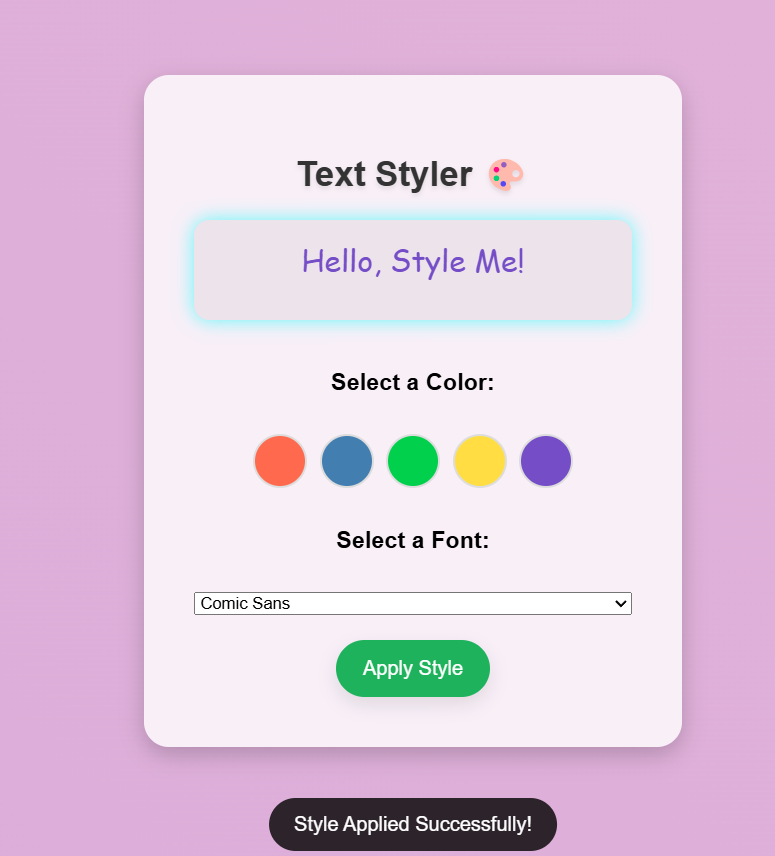 Text Styler 🎨
Hello, Style Me!
Select a Color:
Select a Font:
Comic Sans
Apply Style
Style Applied Successfully!